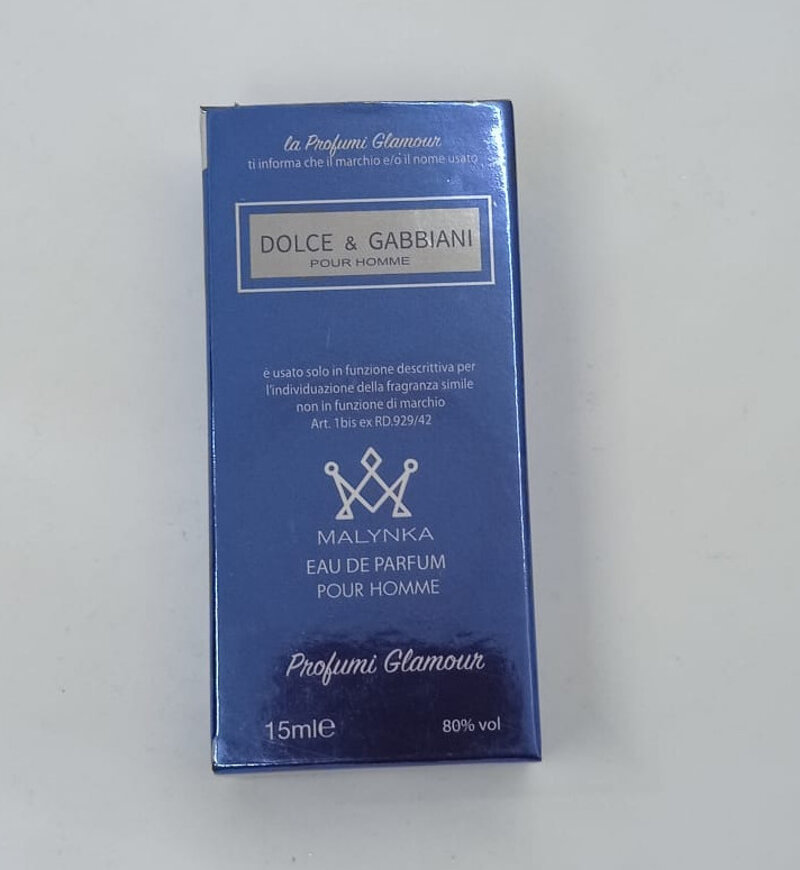 la Profumi Glamour
ti informa che il marchio e/o il nome usato
DOLCE & GABBIANI
POUR HOMME
è usato solo in funzione descrittiva per
l'individuazione della fragranza simile
non in funzione di marchio
Art. 1bis ex RD.929/42
MALYNKA
EAU DE PARFUM
POUR HOMME
Profumi Glamour
15ml℮ 80% vol